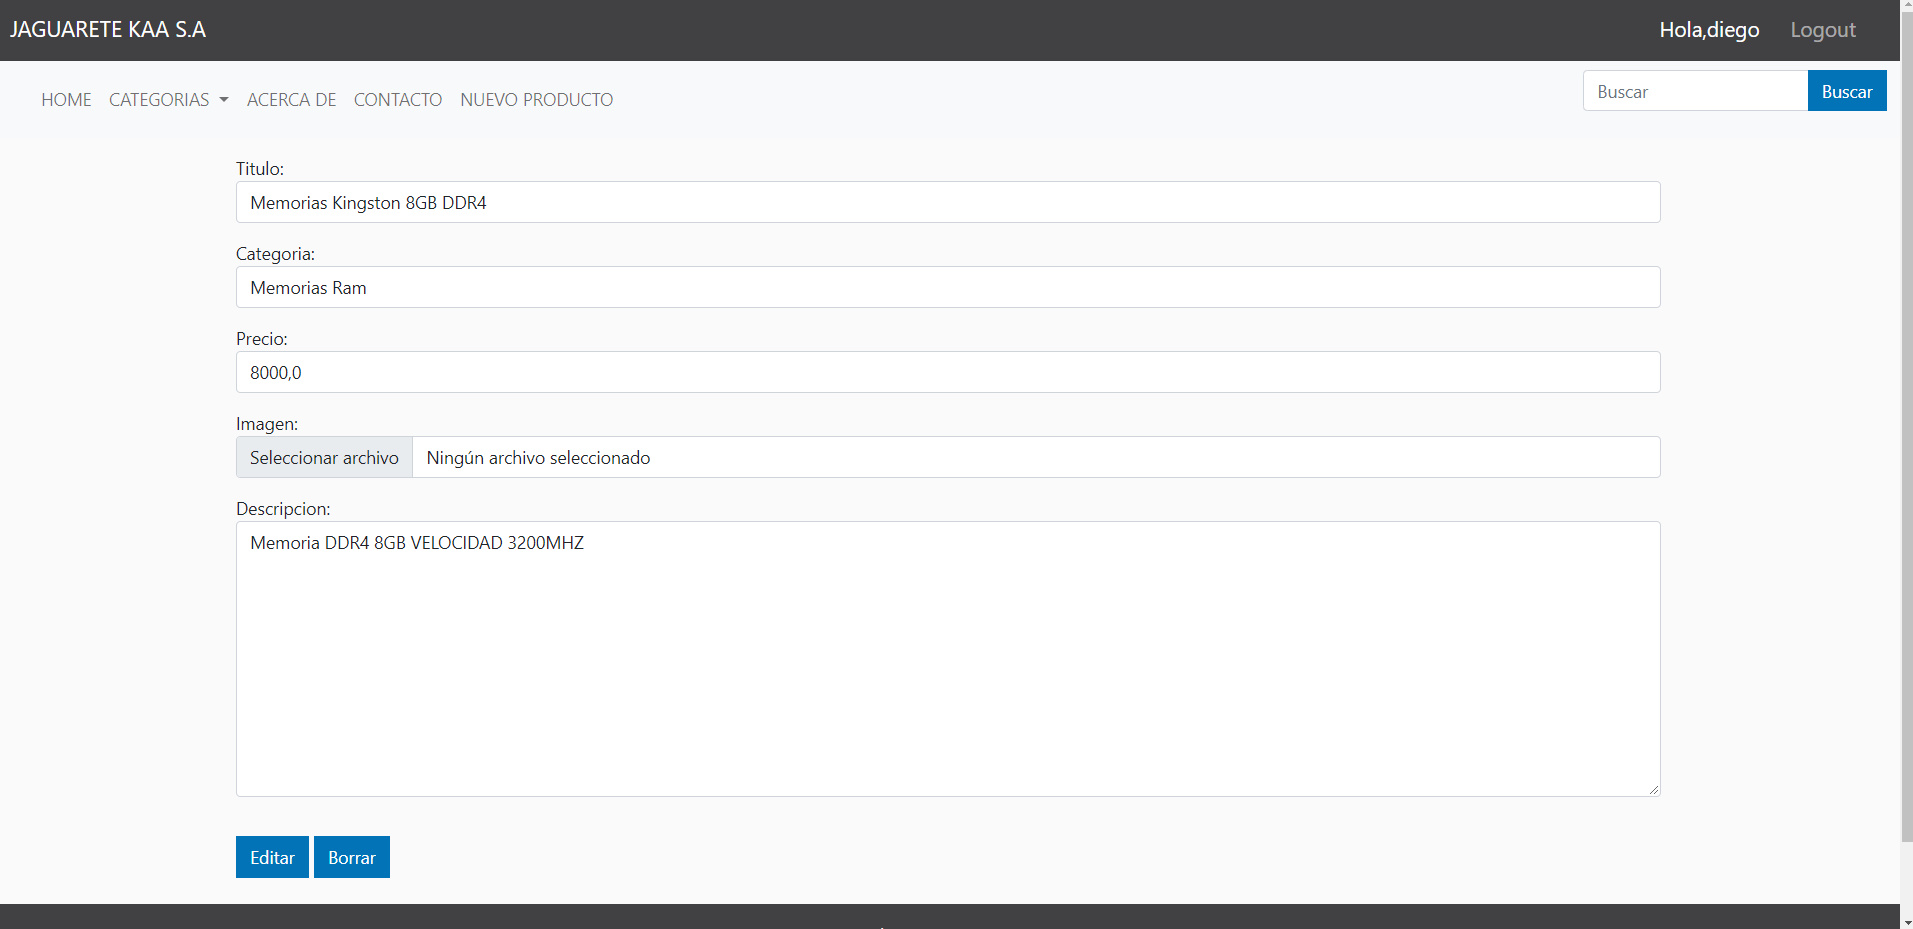 JAGUARETE KAA S.A
Hola,diego Logout
HOME CATEGORIAS ACERCA DE CONTACTO NUEVO PRODUCTO
Buscar Buscar
Titulo:
Memorias Kingston 8GB DDR4
Categoria:
Memorias Ram
Precio:
8000,0
Imagen:
Seleccionar archivo Ningún archivo seleccionado
Descripcion:
Memoria DDR4 8GB VELOCIDAD 3200MHZ
Editar Borrar